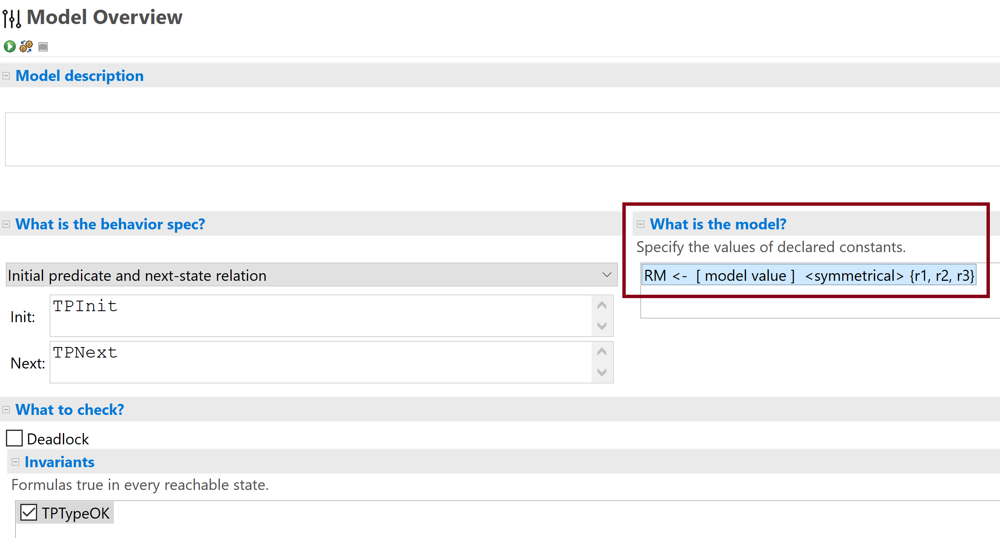 Model Overview
Model description
What is the behavior spec?
What is the model?
Specify the values of declared constants.
Initial predicate and next-state relation
RM <- [ model value ] <symmetrical> {r1, r2, r3}
Init:
TPInit
Next:
TPNext
What to check?
Deadlock
Invariants
Formulas true in every reachable state.
TPTypeOK